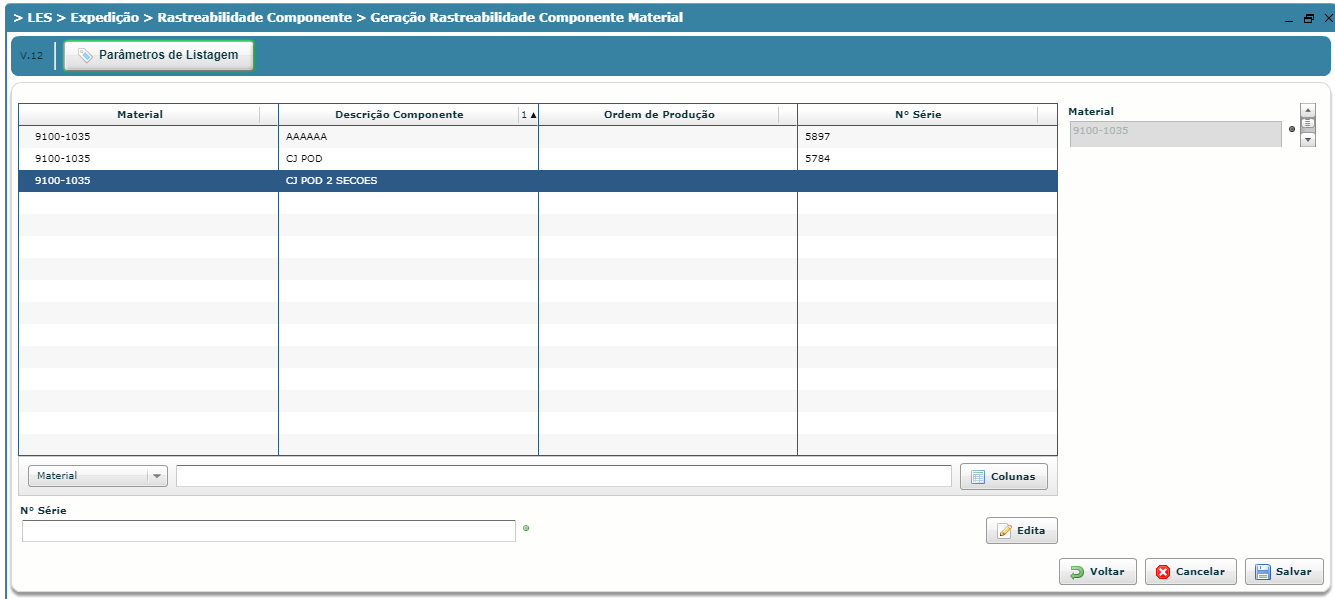 > LES > Expedição > Rastreabilidade Componente > Geração Rastreabilidade Componente Material
V.12 Parâmetros de Listagem
Material Descrição Componente 1 ▲ Ordem de Produção N° Série
9100-1035 AAAAAA 5897
9100-1035 CJ POD 5784
9100-1035 CJ POD 2 SECOES
Material
9100-1035
Material Colunas
N° Série
Edita
Voltar Cancelar Salvar